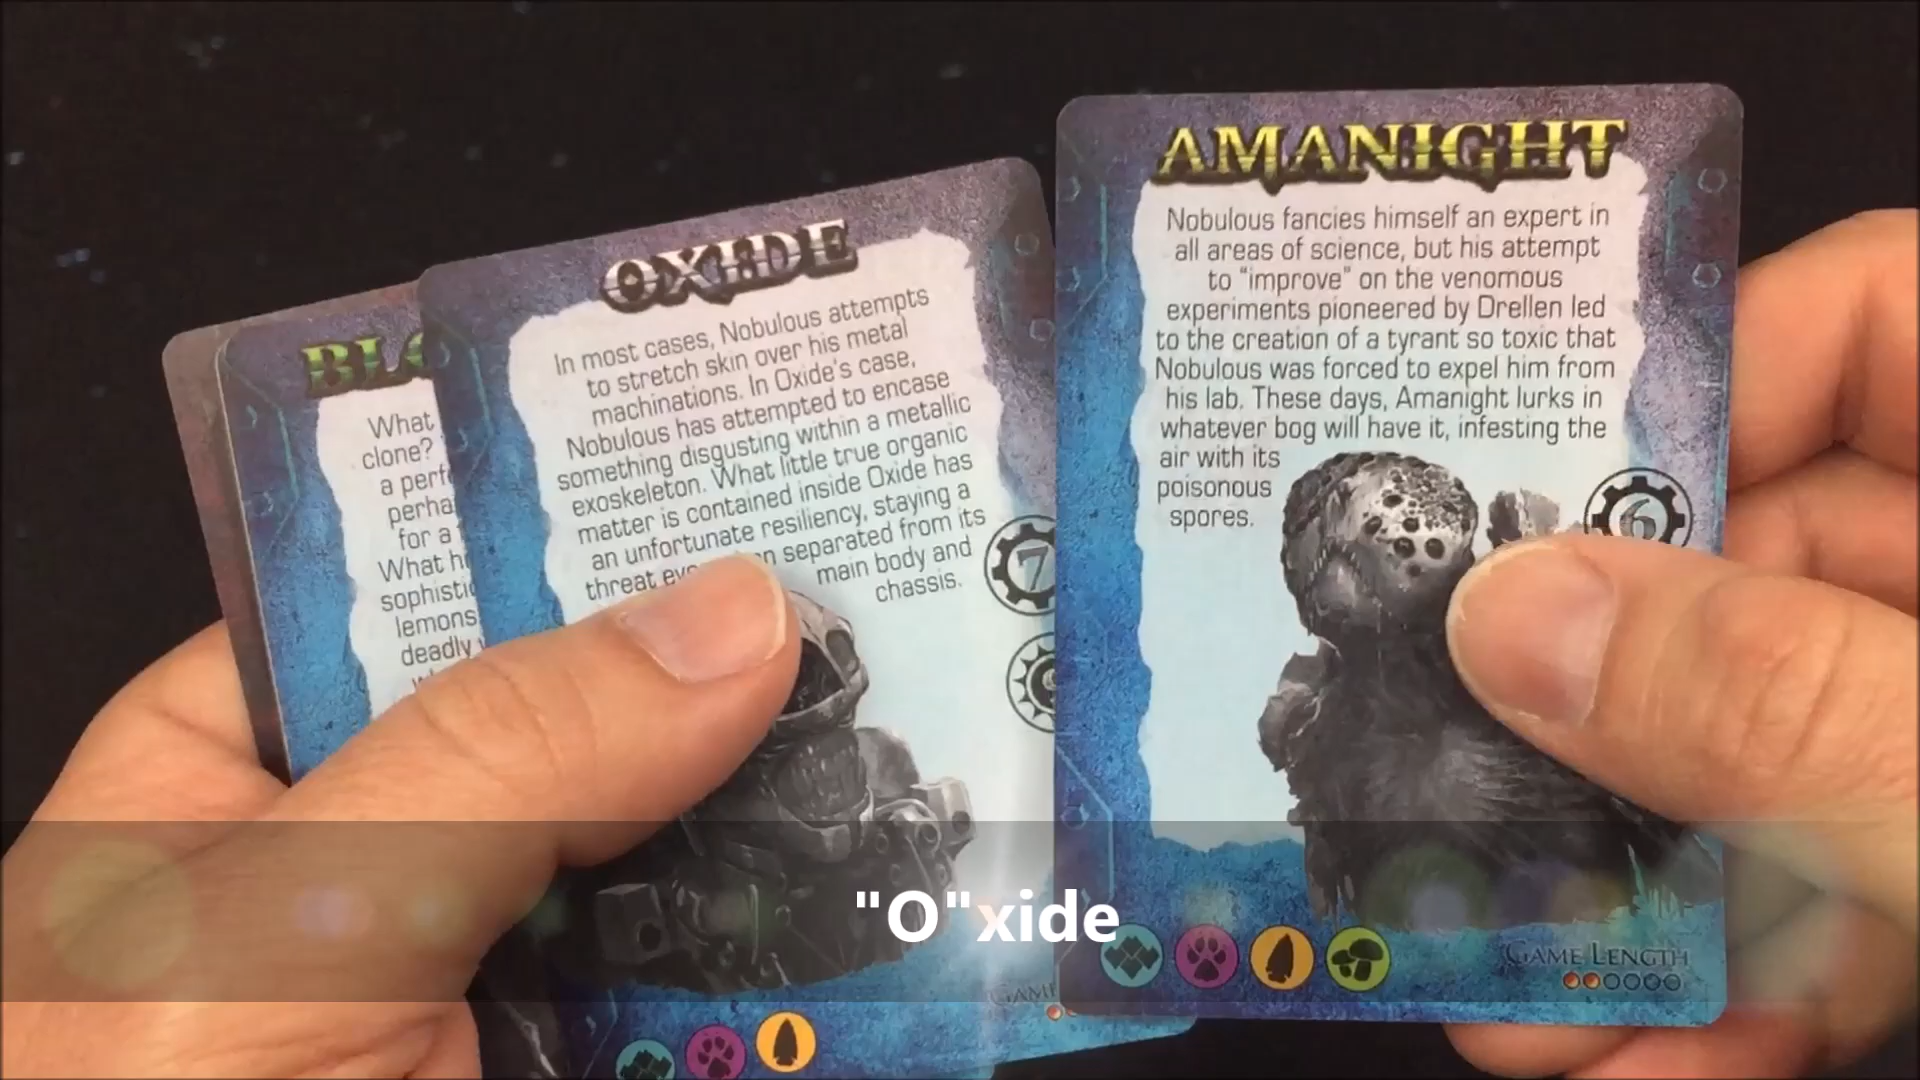 BLO
What
clone?
a perf
perha
for a
What h
sophistic
lemons
deadly
OXIDE
In most cases, Nobulous attempts
to stretch skin over his metal
machinations. In Oxide's case,
Nobulous has attempted to encase
something disgusting within a metallic
exoskeleton. What little true organic
matter is contained inside Oxide has
an unfortunate resiliency, staying a
threat eve n separated from its
main body and
chassis.
7
GAME
AMANIGHT
Nobulous fancies himself an expert in
all areas of science, but his attempt
to "improve" on the venomous
experiments pioneered by Drellen led
to the creation of a tyrant so toxic that
Nobulous was forced to expel him from
his lab. These days, Amanight lurks in
whatever bog will have it, infesting the
air with its
poisonous
spores.
6
GAME LENGTH
"O"xide